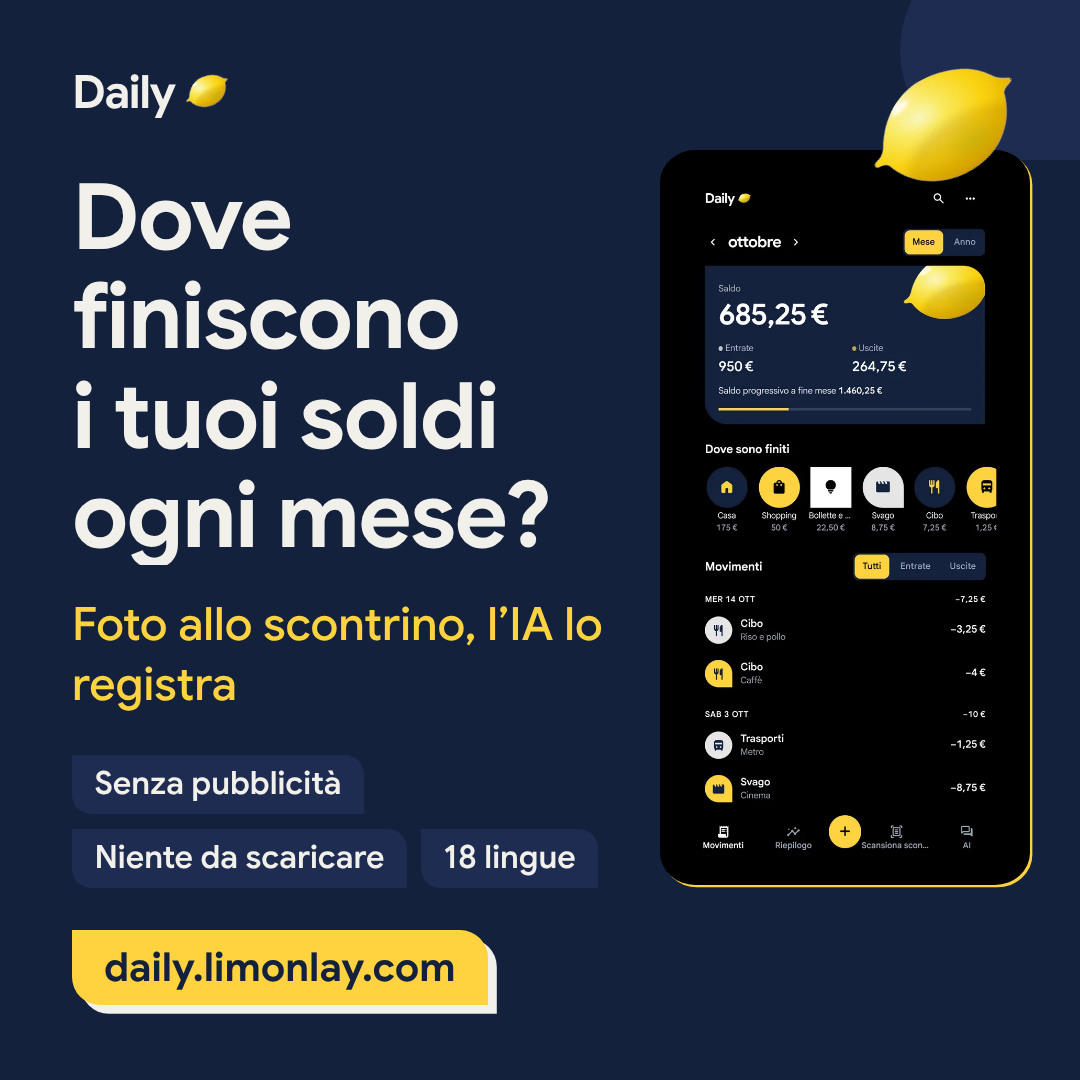 Daily
Dove
finiscono
i tuoi soldi
ogni mese?
Foto allo scontrino, l’IA lo
registra
Senza pubblicità
Niente da scaricare
18 lingue
daily.limonlay.com
Daily
ottobre
Mese
Anno
Saldo
685,25 €
Entrate
Uscite
950 €
264,75 €
Saldo progressivo a fine mese 1.460,25 €
Dove sono finiti
Casa
Shopping
Bollette e ...
Svago
Cibo
Traspor
175 €
50 €
22,50 €
8,75 €
7,25 €
1,25 €
Movimenti
Tutti
Entrate
Uscite
MER 14 OTT
−7,25 €
Cibo
Riso e pollo
−3,25 €
Cibo
Caffè
−4 €
SAB 3 OTT
−10 €
Trasporti
Metro
−1,25 €
Svago
Cinema
−8,75 €
Movimenti
Riepilogo
Scansiona scon...
AI